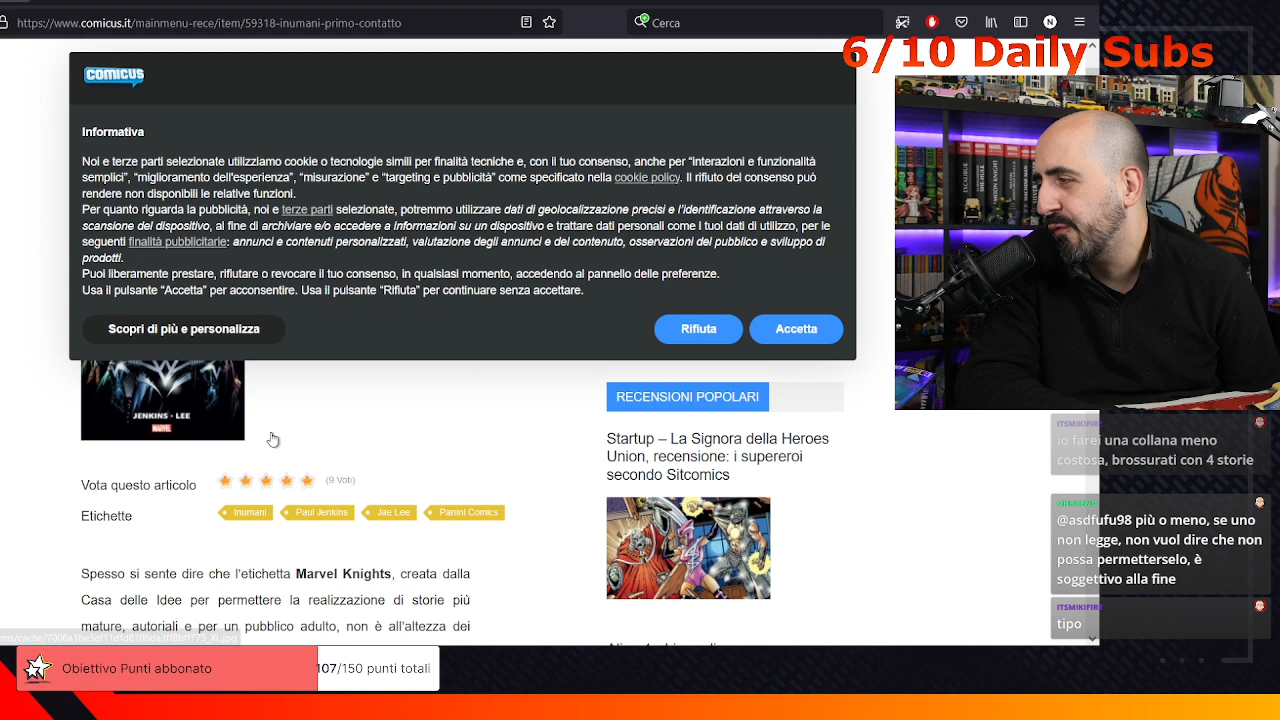 https://www.comicus.it/mainmenu-rece/item/59318-inumani-primo-contatto
Cerca
N
6/10 Daily Subs
COMICUS
Informativa
Noi e terze parti selezionate utilizziamo cookie o tecnologie simili per finalità tecniche e, con il tuo consenso, anche per “interazioni e funzionalità
semplici”, “miglioramento dell'esperienza”, “misurazione” e “targeting e pubblicità” come specificato nella cookie policy. Il rifiuto del consenso può
rendere non disponibili le relative funzioni.
Per quanto riguarda la pubblicità, noi e terze parti selezionate, potremmo utilizzare dati di geolocalizzazione precisi e l’identificazione attraverso la
scansione del dispositivo, al fine di archiviare e/o accedere a informazioni su un dispositivo e trattare dati personali come i tuoi dati di utilizzo, per le
seguenti finalità pubblicitarie: annunci e contenuti personalizzati, valutazione degli annunci e del contenuto, osservazioni del pubblico e sviluppo di
prodotti.
Puoi liberamente prestare, rifiutare o revocare il tuo consenso, in qualsiasi momento, accedendo al pannello delle preferenze.
Usa il pulsante “Accetta” per acconsentire. Usa il pulsante “Rifiuta” per continuare senza accettare.
Scopri di più e personalizza
Rifiuta
Accetta
JENKINS - LEE
MARVEL
Vota questo articolo
(9 Voti)
Etichette
Inumani
Paul Jenkins
Jae Lee
Panini Comics
Spesso si sente dire che l'etichetta Marvel Knights, creata dalla
Casa delle Idee per permettere la realizzazione di storie più
mature, autoriali e per un pubblico adulto, non è all'altezza dei
RECENSIONI POPOLARI
Startup – La Signora della Heroes
Union, recensione: i supereroi
secondo Sitcomics
EXCALIBUR
SHE-HULK
MOON KNIGHT
ITSMIKIFIRE
io farei una collana meno
costosa, brossurati con 4 storie
@asdfufu98 più o meno, se uno
non legge, non vuol dire che non
possa permetterselo, è
soggettivo alla fine
ITSMIKIFIRE
tipo
Obiettivo Punti abbonato
107/150 punti totali